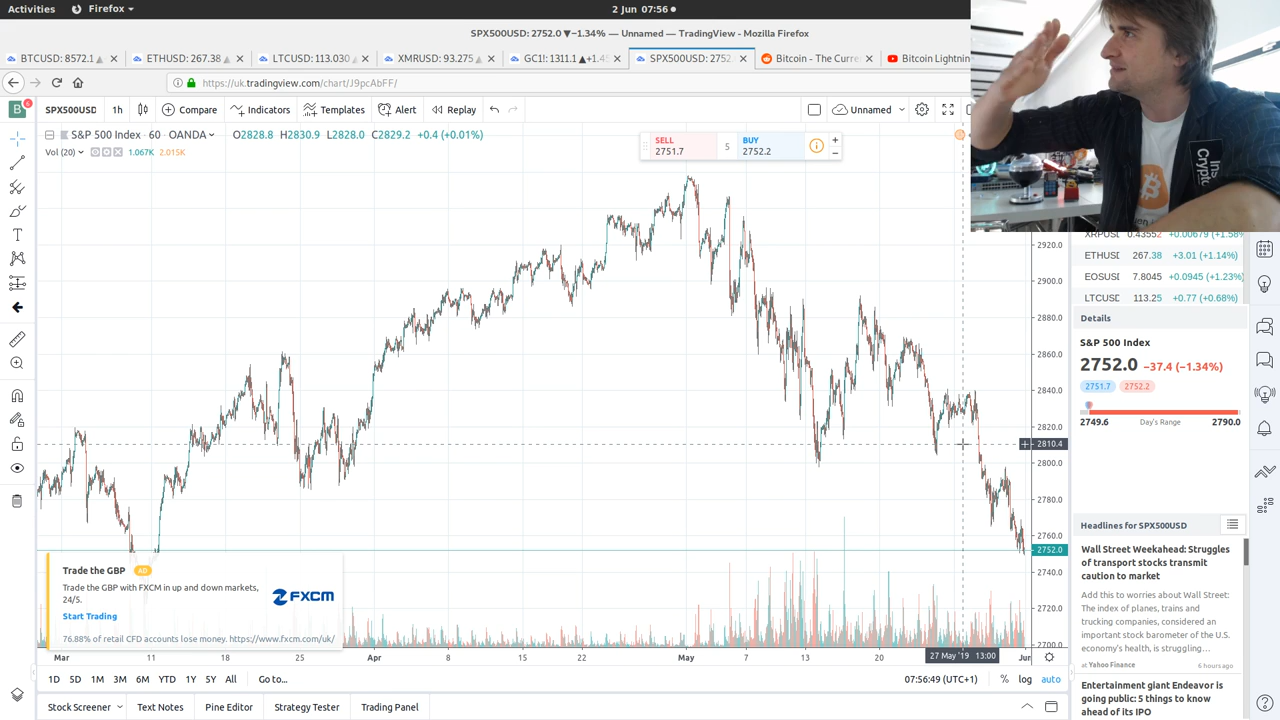 Activities Firefox 2 Jun 07:56
SPX500USD: 2752.0 ▼−1.34% — Unnamed — TradingView - Mozilla Firefox
BTCUSD: 8572.1 ETHUSD: 267.38 LTCUSD: 113.030 XMRUSD: 93.275 GC1!: 1311.1 ▲+1.4 SPX500USD: 2752 Bitcoin - The Curre Bitcoin Lightnin
https://uk.tradingview.com/chart/J9pcAbFF/
B 6 SPX500USD 1h Compare Indicators Templates Alert Replay Unnamed
S&P 500 Index • 60 • OANDA O2828.8 H2830.9 L2828.0 C2829.2 +0.4 (+0.01%)
Vol (20) 1.067K 2.015K
SELL 2751.7
5
BUY 2752.2
Ins
Crypto
2920.0
2900.0
2880.0
2860.0
2840.0
2820.0
2810.4
2800.0
2780.0
2760.0
2752.0
2740.0
2720.0
2700.0
XRPUSD 0.43552 +0.00679 (+1.58%
ETHUSD 267.38 +3.01 (+1.14%)
EOSUSD 7.8045 +0.0945 (+1.23%)
LTCUSD 113.25 +0.77 (+0.68%)
Details
S&P 500 Index
2752.0 −37.4 (−1.34%)
2751.7 2752.2
2749.6 Day's Range 2790.0
Headlines for SPX500USD
Wall Street Weekahead: Struggles
of transport stocks transmit
caution to market
Add this to worries about Wall Street:
The index of planes, trains and
trucking companies, considered an
important stock barometer of the U.S.
economy's health, is struggling...
at Yahoo Finance 6 hours ago
Entertainment giant Endeavor is
going public: 5 things to know
ahead of its IPO
Trade the GBP AD
Trade the GBP with FXCM in up and down markets,
24/5.
Start Trading
FXCM
76.88% of retail CFD accounts lose money. https://www.fxcm.com/uk/
Mar 11 18 25 Apr 8 15 22 May 7 13 20 27 May '19 13:00 Jun
1D 5D 1M 3M 6M YTD 1Y 5Y All Go to... 07:56:49 (UTC+1) % log auto
Stock Screener Text Notes Pine Editor Strategy Tester Trading Panel